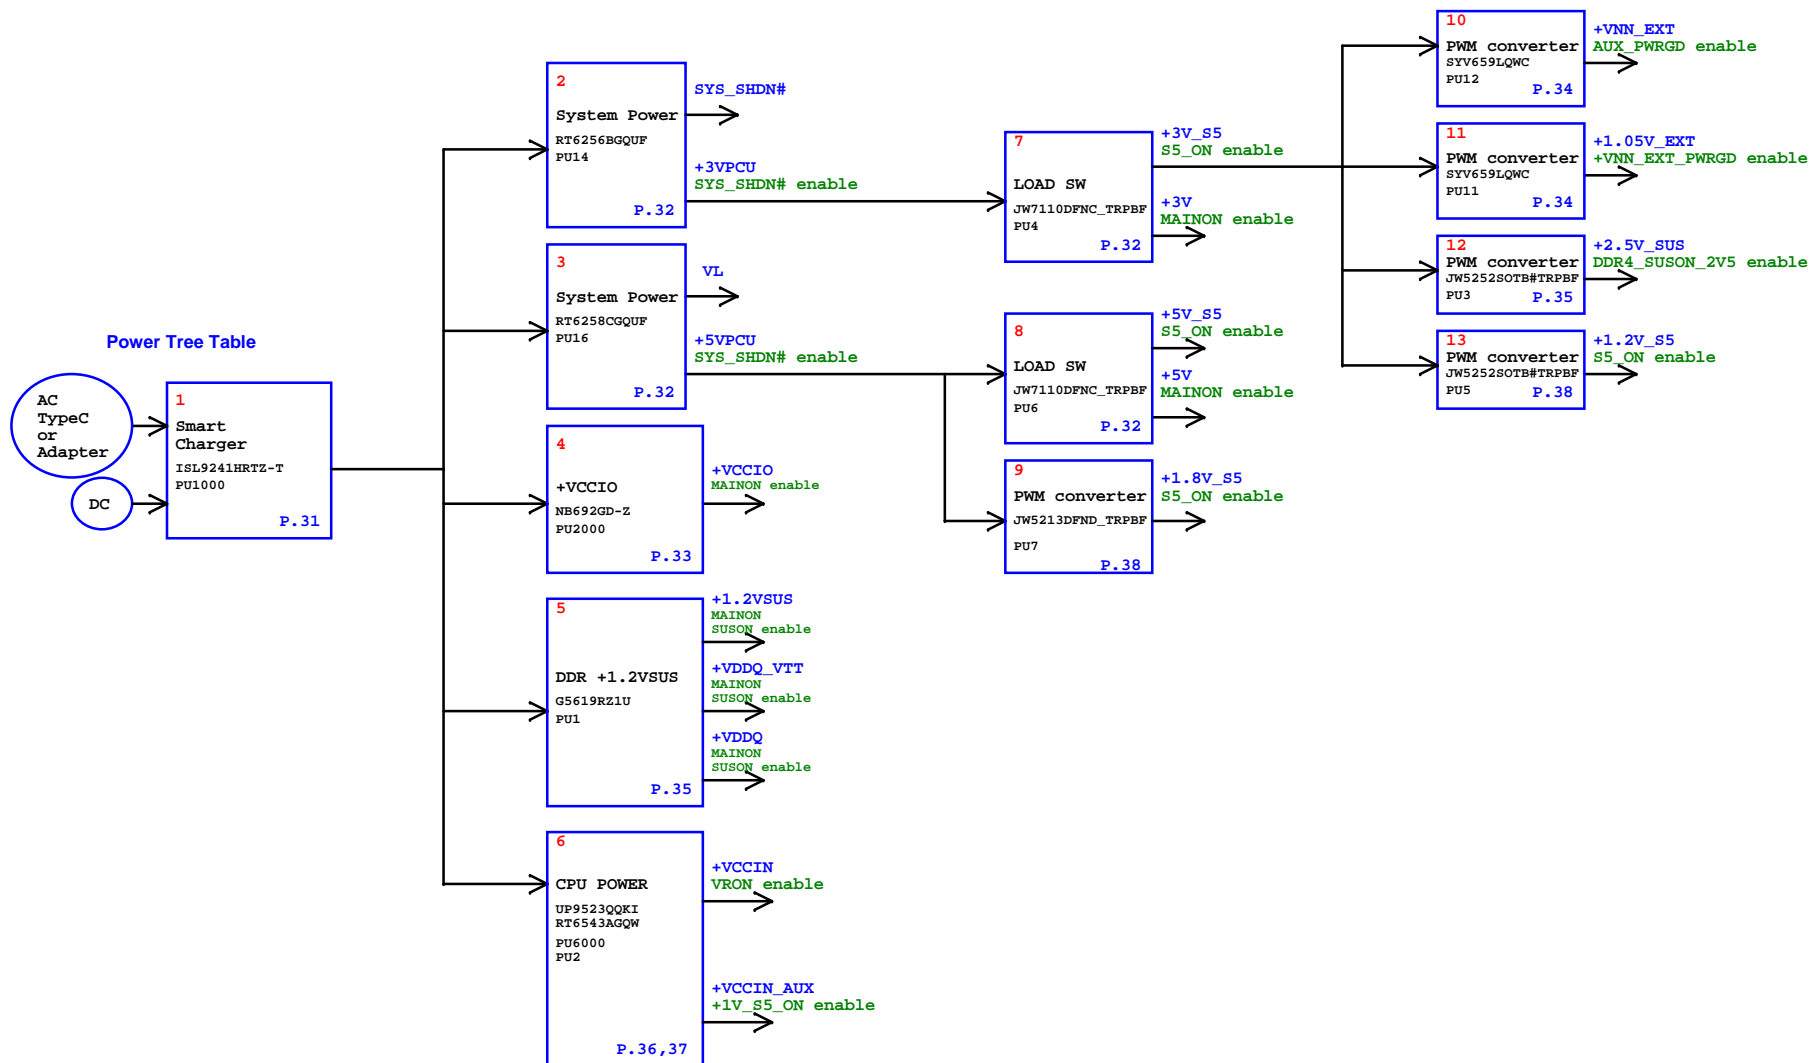 Power Tree Table
AC
TypeC
or
Adapter
DC
1
Smart
Charger
ISL9241HRTZ-T
PU1000
P.31
2
System Power
RT6256BGQUF
PU14
P.32
SYS_SHDN#
+3VPCU
SYS_SHDN# enable
3
System Power
RT6258CGQUF
PU16
P.32
VL
+5VPCU
SYS_SHDN# enable
4
+VCCIO
NB692GD-Z
PU2000
P.33
+VCCIO
MAINON enable
5
DDR +1.2VSUS
G5619RZ1U
PU1
P.35
+1.2VSUS
MAINON
SUSON enable
+VDDQ_VTT
MAINON
SUSON enable
+VDDQ
MAINON
SUSON enable
6
CPU POWER
UP9523QQKI
RT6543AGQW
PU6000
PU2
P.36,37
+VCCIN
VRON enable
+VCCIN_AUX
+1V_S5_ON enable
7
LOAD SW
JW7110DFNC_TRPBF
PU4
P.32
+3V_S5
S5_ON enable
+3V
MAINON enable
8
LOAD SW
JW7110DFNC_TRPBF
PU6
P.32
+5V_S5
S5_ON enable
+5V
MAINON enable
9
PWM converter
JW5213DFND_TRPBF
PU7
P.38
+1.8V_S5
S5_ON enable
10
PWM converter
SYV659LQWC
PU12
P.34
+VNN_EXT
AUX_PWRGD enable
11
PWM converter
SYV659LQWC
PU11
P.34
+1.05V_EXT
+VNN_EXT_PWRGD enable
12
PWM converter
JW5252SOTB#TRPBF
PU3
P.35
+2.5V_SUS
DDR4_SUSON_2V5 enable
13
PWM converter
JW5252SOTB#TRPBF
PU5
P.38
+1.2V_S5
S5_ON enable